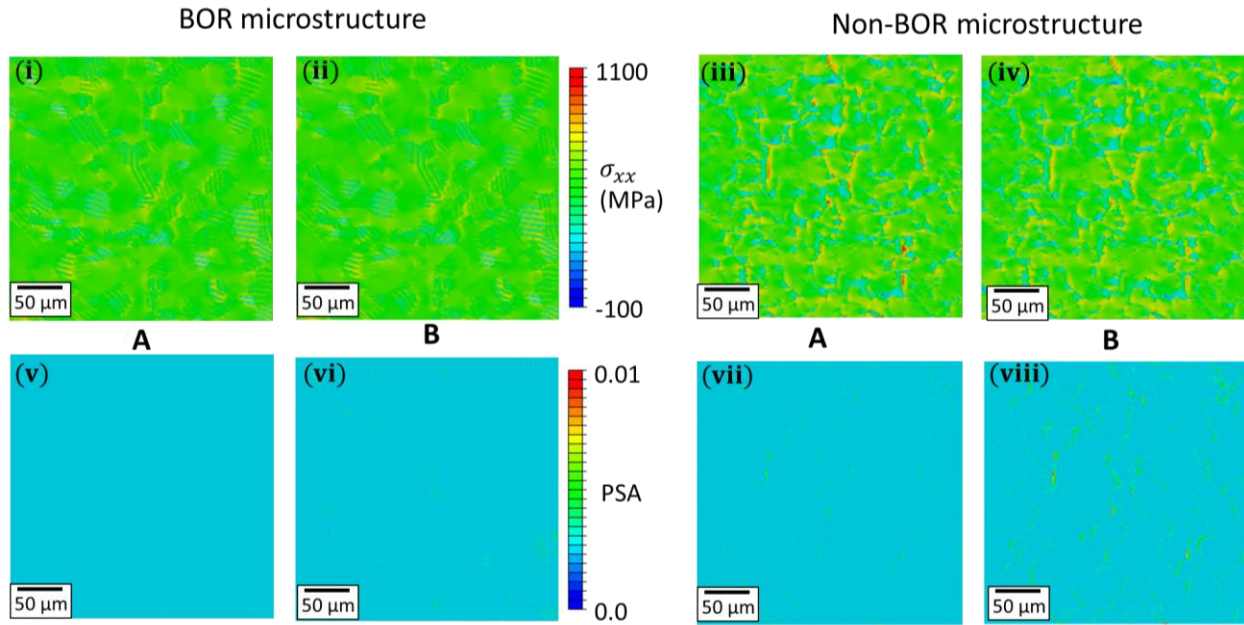 BOR microstructure
Non-BOR microstructure
(i)
(ii)
1100
σxx
(MPa)
-100
(iii)
(iv)
50 µm
50 µm
50 µm
50 µm
A
B
A
B
(v)
(vi)
0.01
PSA
0.0
(vii)
(viii)
50 µm
50 µm
50 µm
50 µm